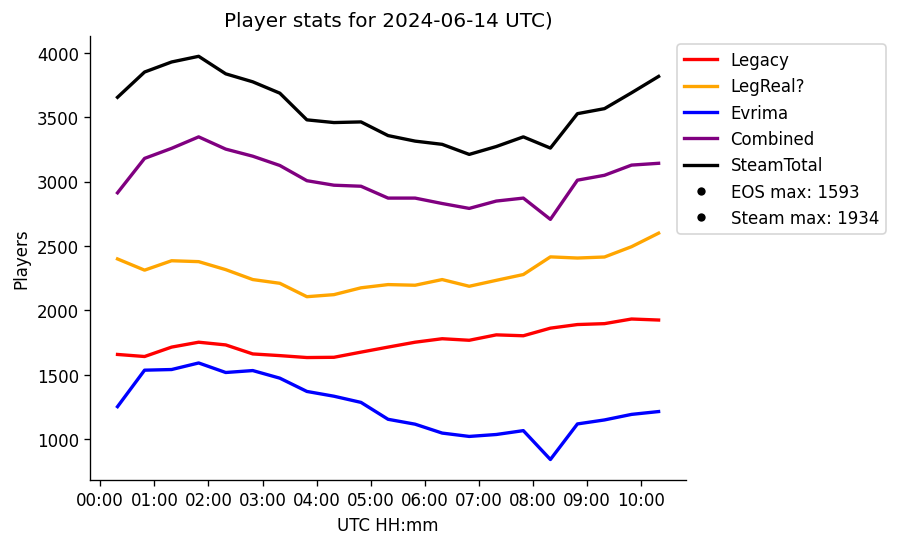 Player stats for 2024-06-14 UTC)
4000
3500
3000
2500
2000
1500
1000
Players
00:00 01:00 02:00 03:00 04:00 05:00 06:00 07:00 08:00 09:00 10:00
UTC HH:mm
Legacy
LegReal?
Evrima
Combined
SteamTotal
EOS max: 1593
Steam max: 1934